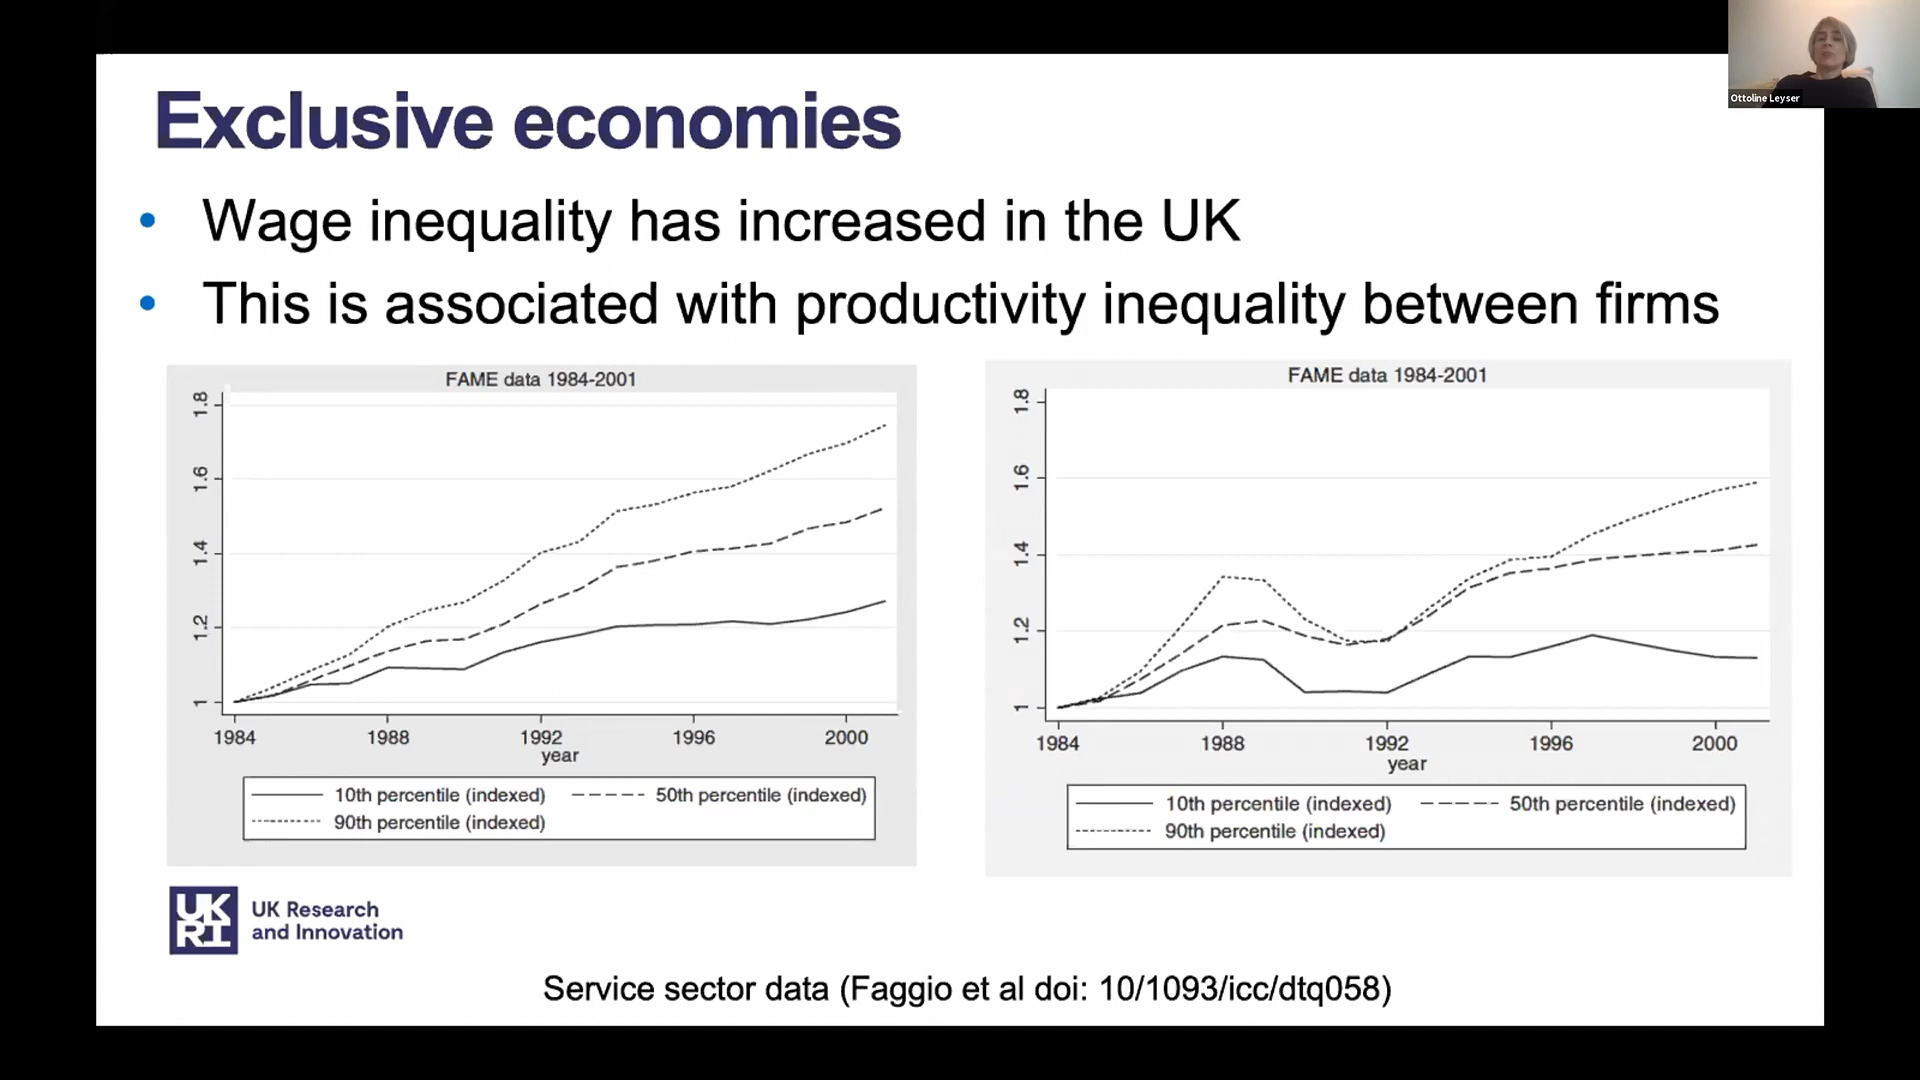 Ottoline Leyser
Exclusive economies
• Wage inequality has increased in the UK
• This is associated with productivity inequality between firms
FAME data 1984-2001
1.8
1.6
1.4
1.2
1
1984 1988 1992 1996 2000
year
10th percentile (indexed) 50th percentile (indexed)
90th percentile (indexed)
FAME data 1984-2001
1.8
1.6
1.4
1.2
1
1984 1988 1992 1996 2000
year
10th percentile (indexed) 50th percentile (indexed)
90th percentile (indexed)
UK
RI
UK Research
and Innovation
Service sector data (Faggio et al doi: 10/1093/icc/dtq058)